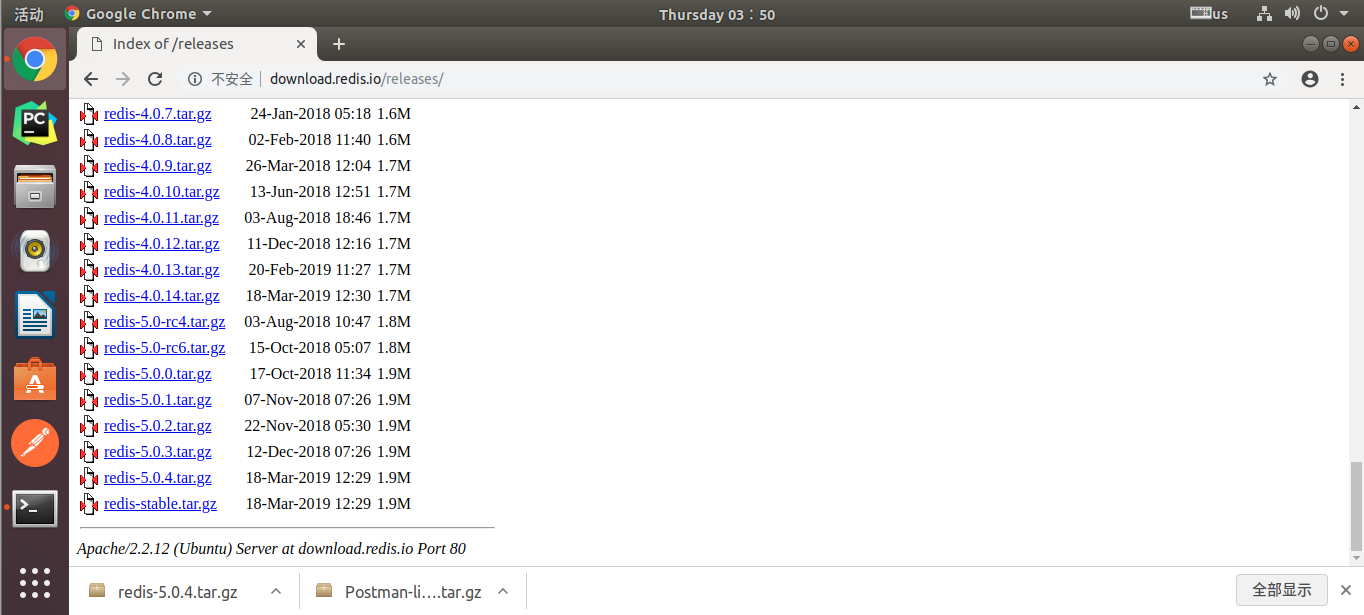 活动 Google Chrome Thursday 03：50 us
Index of /releases
不安全 download.redis.io/releases/
redis-4.0.7.tar.gz 24-Jan-2018 05:18 1.6M
redis-4.0.8.tar.gz 02-Feb-2018 11:40 1.6M
redis-4.0.9.tar.gz 26-Mar-2018 12:04 1.7M
redis-4.0.10.tar.gz 13-Jun-2018 12:51 1.7M
redis-4.0.11.tar.gz 03-Aug-2018 18:46 1.7M
redis-4.0.12.tar.gz 11-Dec-2018 12:16 1.7M
redis-4.0.13.tar.gz 20-Feb-2019 11:27 1.7M
redis-4.0.14.tar.gz 18-Mar-2019 12:30 1.7M
redis-5.0-rc4.tar.gz 03-Aug-2018 10:47 1.8M
redis-5.0-rc6.tar.gz 15-Oct-2018 05:07 1.8M
redis-5.0.0.tar.gz 17-Oct-2018 11:34 1.9M
redis-5.0.1.tar.gz 07-Nov-2018 07:26 1.9M
redis-5.0.2.tar.gz 22-Nov-2018 05:30 1.9M
redis-5.0.3.tar.gz 12-Dec-2018 07:26 1.9M
redis-5.0.4.tar.gz 18-Mar-2019 12:29 1.9M
redis-stable.tar.gz 18-Mar-2019 12:29 1.9M
Apache/2.2.12 (Ubuntu) Server at download.redis.io Port 80
redis-5.0.4.tar.gz Postman-li….tar.gz 全部显示
PC